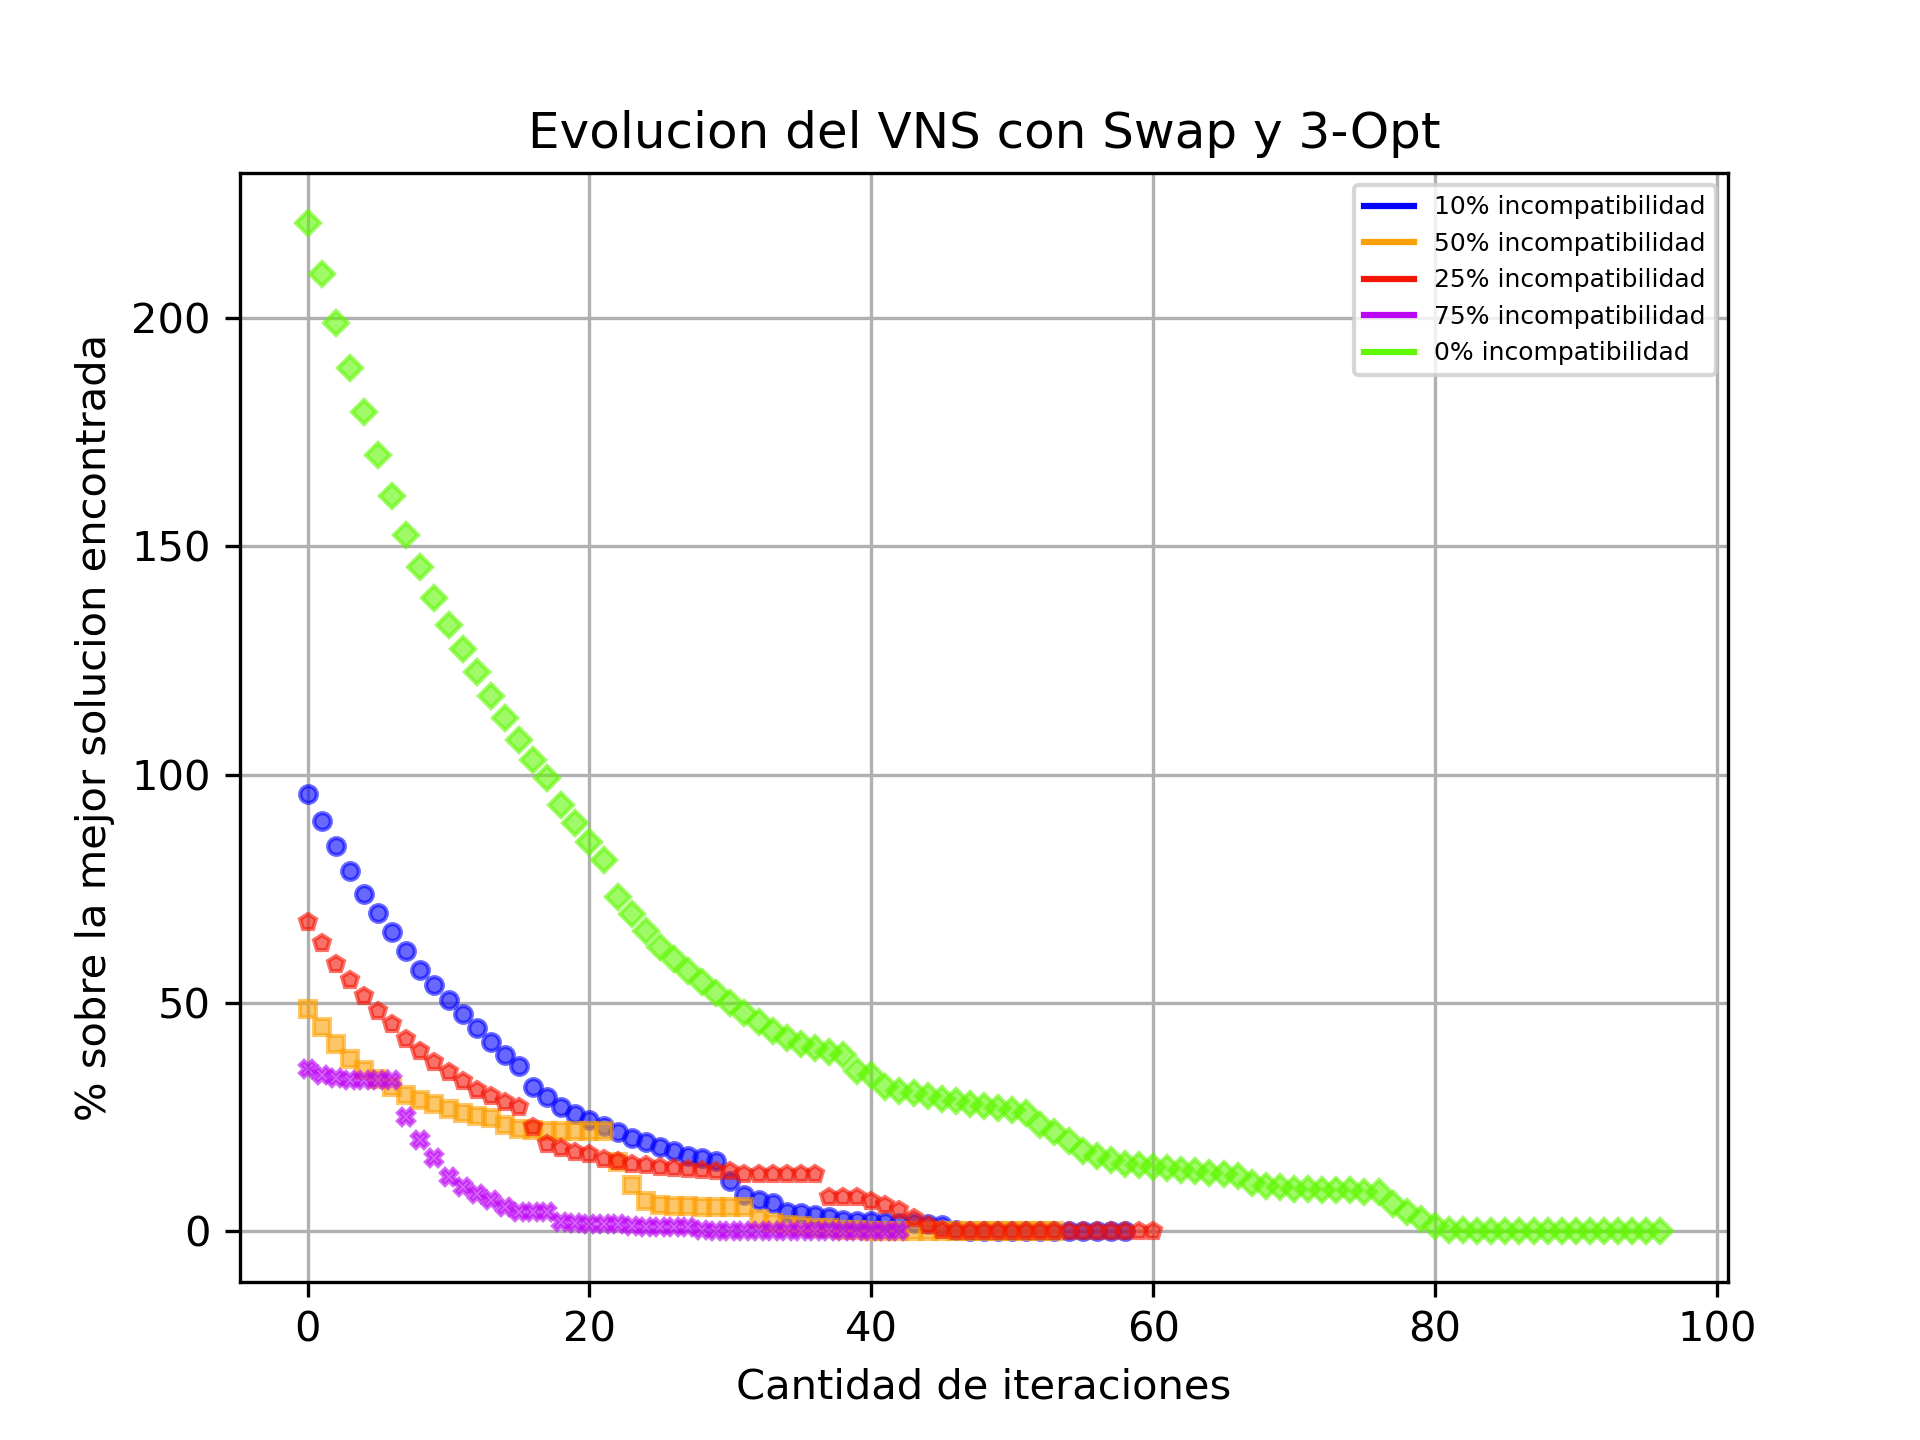 Evolucion del VNS con Swap y 3-Opt
10% incompatibilidad
50% incompatibilidad
25% incompatibilidad
75% incompatibilidad
0% incompatibilidad
% sobre la mejor solucion encontrada
200
150
100
50
0
0 20 40 60 80 100
Cantidad de iteraciones